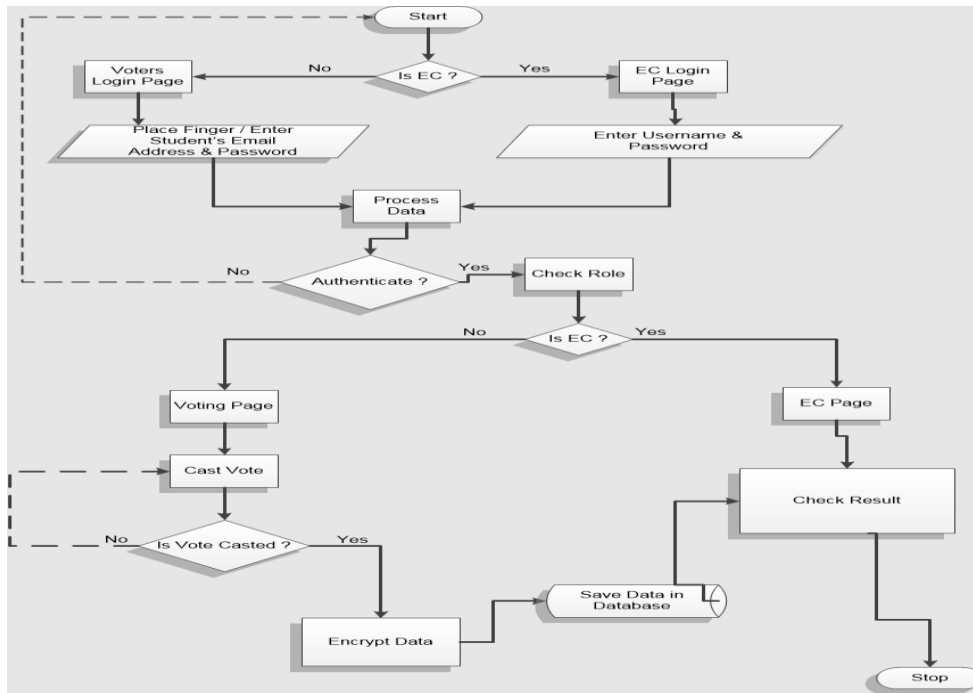 Start
Is EC ?
No
Yes
Voters
Login Page
EC Login
Page
Place Finger / Enter
Student's Email
Address & Password
Enter Username &
Password
Process
Data
Authenticate ?
No
Yes
Check Role
Is EC ?
No
Yes
Voting Page
EC Page
Cast Vote
Check Result
Is Vote Casted ?
No
Yes
Save Data in
Database
Encrypt Data
Stop